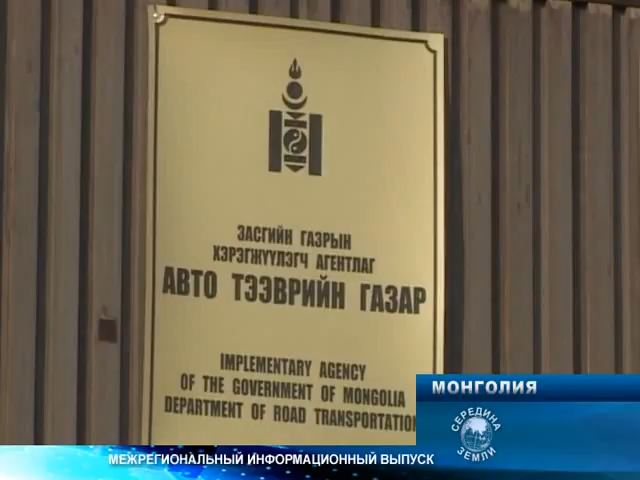 ЗАСГИЙН ГАЗРЫН
ХЭРЭГЖҮҮЛЭГЧ АГЕНТЛАГ
АВТО ТЭЭВРИЙН ГАЗАР
IMPLEMENTARY AGENCY
OF THE GOVERNMENT OF MONGOLIA
DEPARTMENT OF ROAD TRANSPORTATION
МОНГОЛИЯ
СЕРЕДИНА
ЗЕМЛИ
МЕЖРЕГИОНАЛЬНЫЙ ИНФОРМАЦИОННЫЙ ВЫПУСК